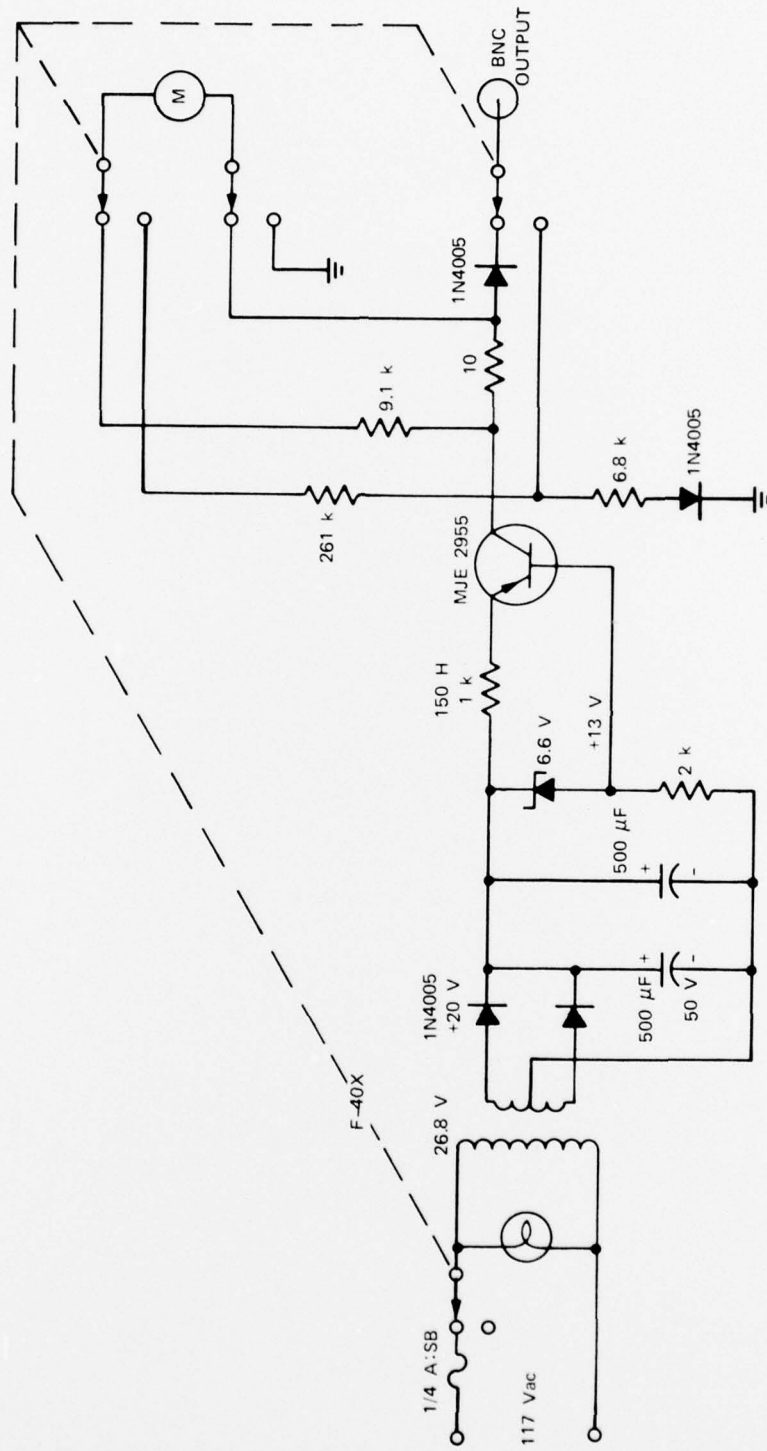 M
BNC
OUTPUT
1N4005
10
9.1 k
261 k
6.8 k
1N4005
MJE 2955
150 H
1 k
6.6 V
+13 V
2 k
500 µF
+
-
1N4005
+20 V
500 µF
+
50 V
-
26.8 V
F-40X
1/4 A:SB
117 Vac